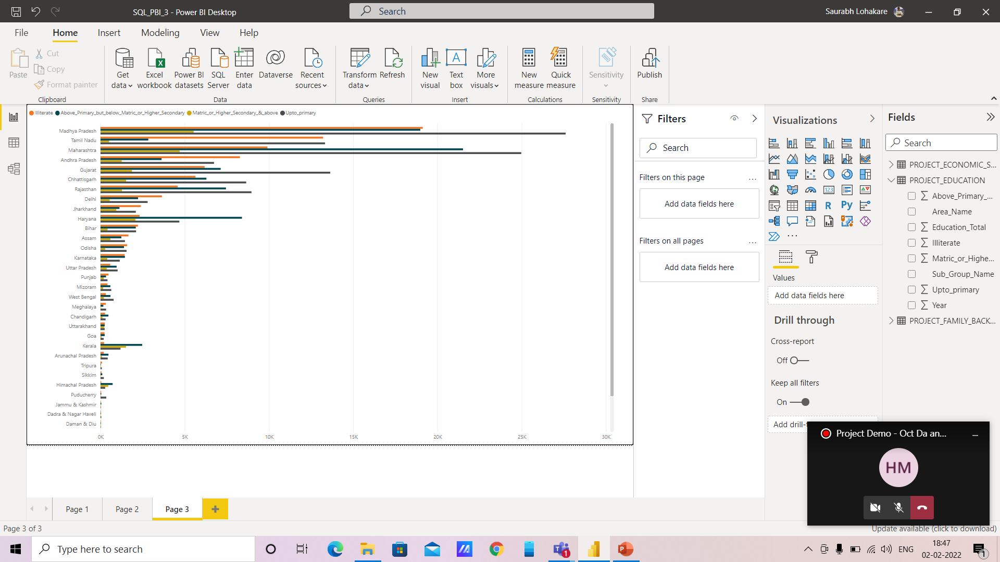 SQL_PBI_3 - Power BI Desktop
Search
Saurabh Lohakare
File
Home
Insert
Modeling
View
Help
Paste
Cut
Copy
Format painter
Clipboard
Get data
Excel workbook
Power BI datasets
SQL Server
Enter data
Dataverse
Recent sources
Data
Transform data
Refresh
Queries
New visual
Text box
More visuals
Insert
New measure
Quick measure
Calculations
Sensitivity
Sensitivity
Publish
Share
Illiterate Above_Primary_but_below_Matric_or_Higher_Secondary Matric_or_Higher_Secondary_&_above Upto_primary
Madhya Pradesh
Tamil Nadu
Maharashtra
Andhra Pradesh
Gujarat
Chhattisgarh
Rajasthan
Delhi
Jharkhand
Haryana
Bihar
Assam
Odisha
Karnataka
Uttar Pradesh
Punjab
Mizoram
West Bengal
Meghalaya
Chandigarh
Uttarakhand
Goa
Kerala
Arunachal Pradesh
Tripura
Sikkim
Himachal Pradesh
Puducherry
Jammu & Kashmir
Dadra & Nagar Haveli
Daman & Diu
0K 5K 10K 15K 20K 25K 30K
Filters
Search
Filters on this page
...
Add data fields here
Filters on all pages
...
Add data fields here
Visualizations
123
R
Py
...
Values
Add data fields here
Drill through
Cross-report
Off
Keep all filters
On
Add drill-
Fields
Search
PROJECT_ECONOMIC_S...
PROJECT_EDUCATION
Above_Primary_...
Area_Name
Education_Total
Illiterate
Matric_or_Highe...
Sub_Group_Name
Upto_primary
Year
PROJECT_FAMILY_BACK...
Project Demo - Oct Da an...
HM
Page 1
Page 2
Page 3
+
Page 3 of 3
Update available (click to download)
Type here to search
1
ENG
18:47
02-02-2022
1